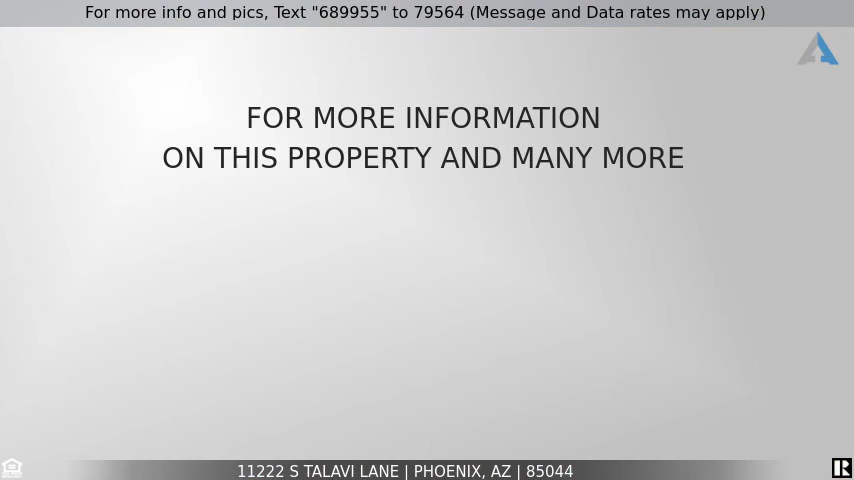 For more info and pics, Text "689955" to 79564 (Message and Data rates may apply)
FOR MORE INFORMATION
ON THIS PROPERTY AND MANY MORE
11222 S TALAVI LANE | PHOENIX, AZ | 85044